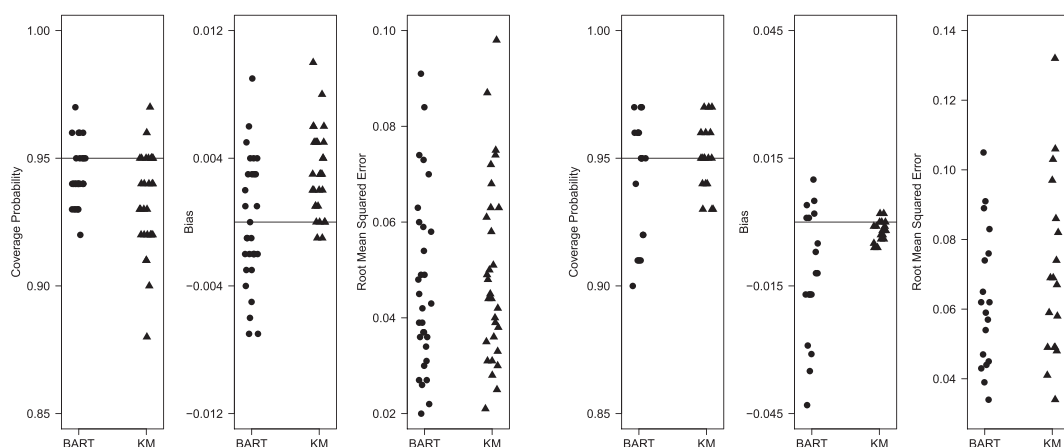 Coverage Probability
1.00
0.95
0.90
0.85
BART KM
Bias
0.012
0.004
−0.004
−0.012
BART KM
Root Mean Squared Error
0.10
0.08
0.06
0.04
0.02
BART KM
Coverage Probability
1.00
0.95
0.90
0.85
BART KM
Bias
0.045
0.015
−0.015
−0.045
BART KM
Root Mean Squared Error
0.14
0.12
0.10
0.08
0.06
0.04
BART KM